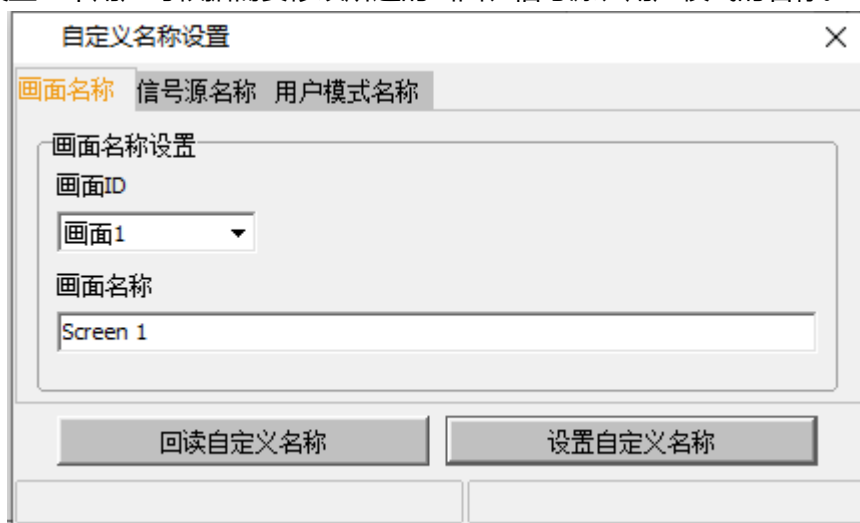 自定义名称设置
画面名称 信号源名称 用户模式名称
画面名称设置
画面ID
画面1
画面名称
Screen 1
回读自定义名称 设置自定义名称